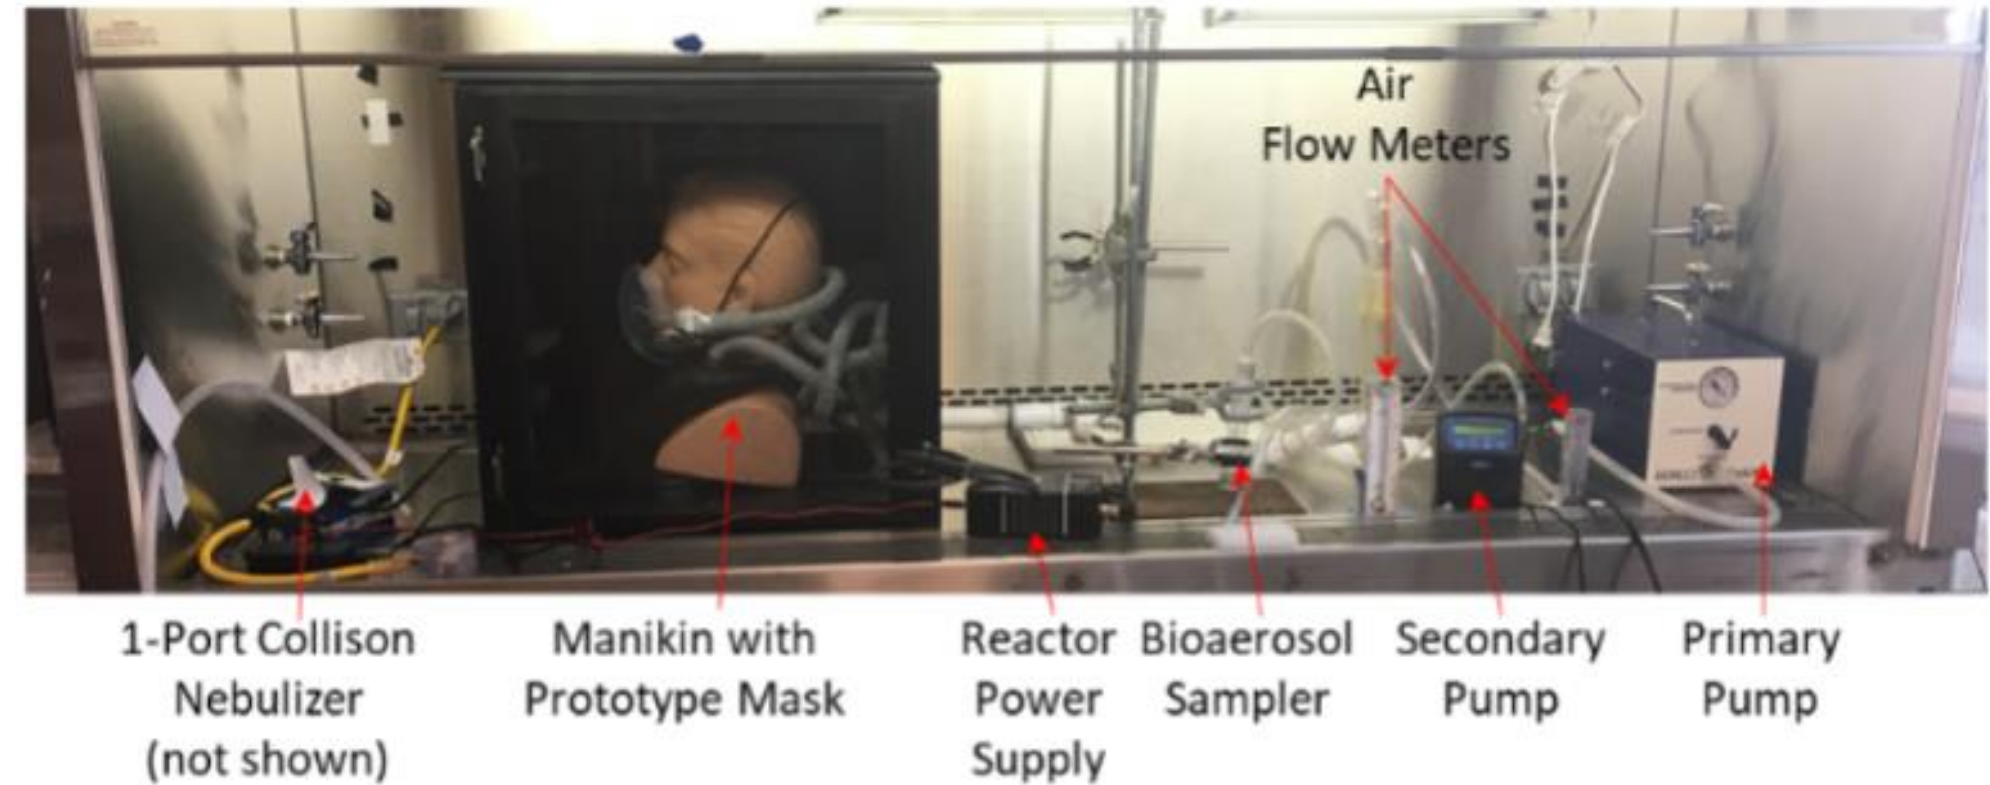 Air
Flow Meters
1-Port Collison
Nebulizer
(not shown)
Manikin with
Prototype Mask
Reactor
Power
Supply
Bioaerosol
Sampler
Secondary
Pump
Primary
Pump